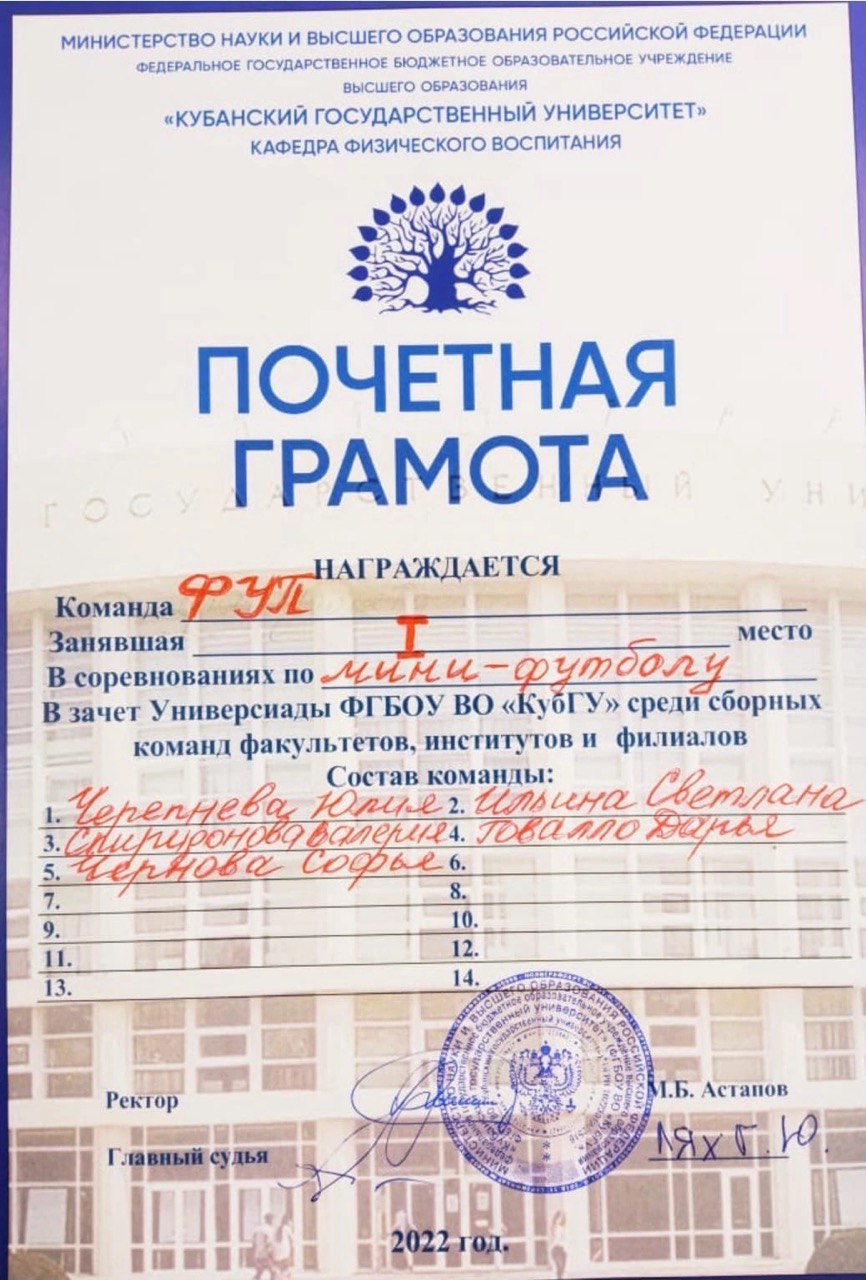 МИНИСТЕРСТВО НАУКИ И ВЫСШЕГО ОБРАЗОВАНИЯ РОССИЙСКОЙ ФЕДЕРАЦИИ
ФЕДЕРАЛЬНОЕ ГОСУДАРСТВЕННОЕ БЮДЖЕТНОЕ ОБРАЗОВАТЕЛЬНОЕ УЧРЕЖДЕНИЕ
ВЫСШЕГО ОБРАЗОВАНИЯ
«КУБАНСКИЙ ГОСУДАРСТВЕННЫЙ УНИВЕРСИТЕТ»
КАФЕДРА ФИЗИЧЕСКОГО ВОСПИТАНИЯ
ПОЧЕТНАЯ
ГРАМОТА
ГОСУДАРСТВЕННЫЙ УНИ
НАГРАЖДАЕТСЯ
Команда ФУП
Занявшая I место
В соревнованиях по мини-футболу
В зачет Универсиады ФГБОУ ВО «КубГУ» среди сборных
команд факультетов, институтов и филиалов
Состав команды:
1. Черепнева Юлия 2. Ильина Светлана
3. Спиридонова Валерия 4. Говалло Дарья
5. Чернова Софья 6.
7. 8.
9. 10.
11. 12.
13. 14.
Ректор М.Б. Астапов
Главный судья Лях Г.Ю.
2022 год.